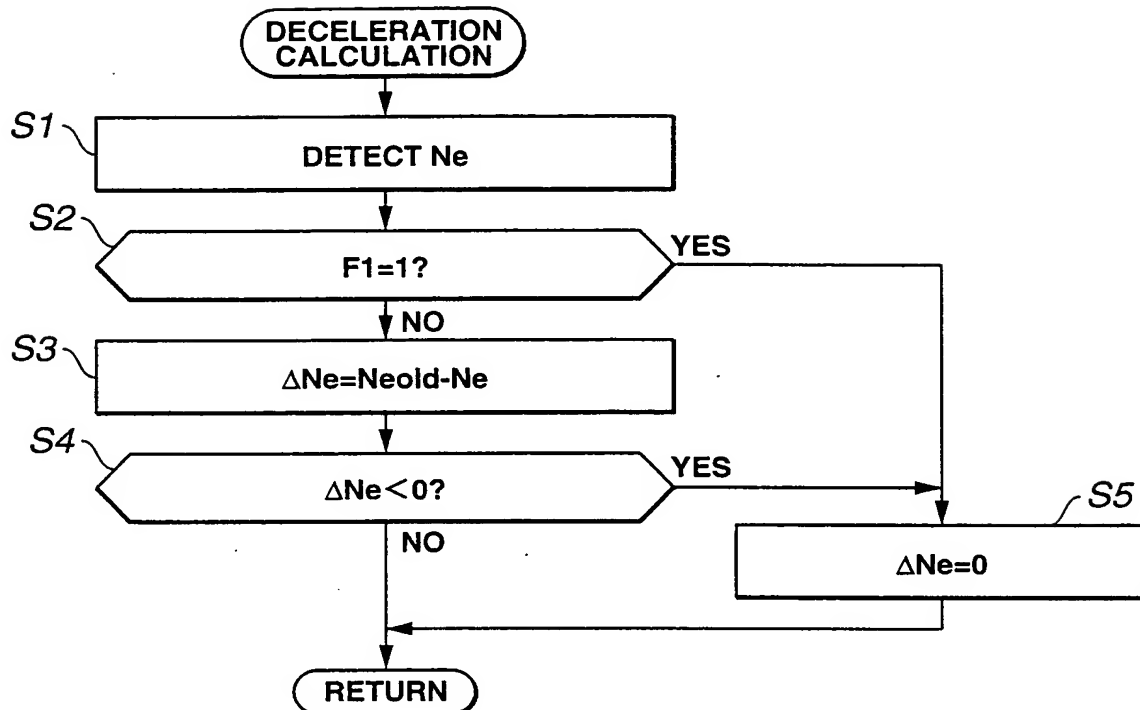 DECELERATION
CALCULATION
S1
DETECT Ne
S2
F1=1?
YES
NO
S3
ΔNe=Neold-Ne
S4
ΔNe<0?
YES
NO
S5
ΔNe=0
RETURN